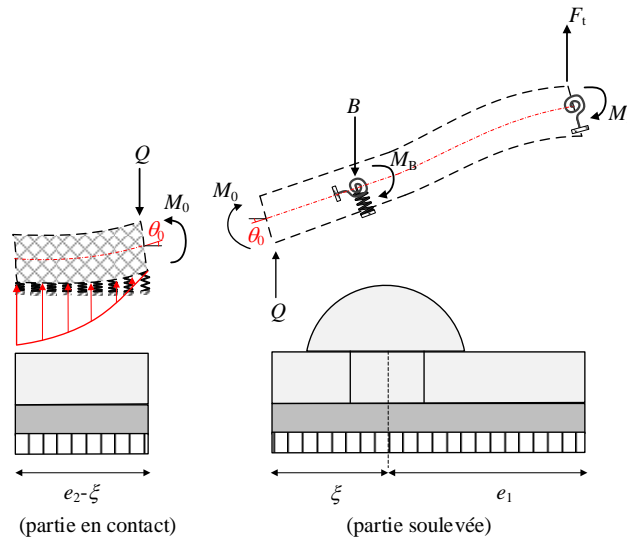 F_t
B
M
Q
M_B
M_0
M_0
θ_0
θ_0
Q
e_2-ξ
ξ
e_1
(partie en contact)
(partie soulevée)